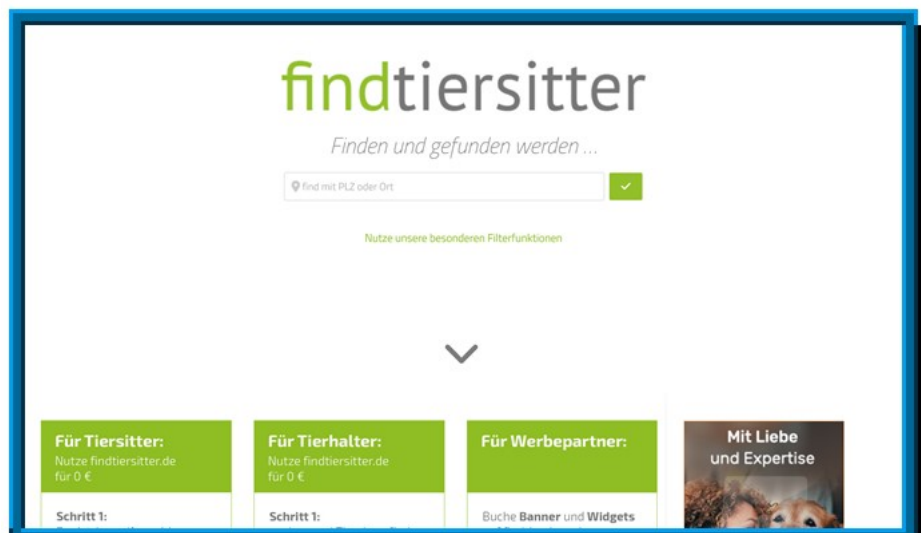 findtiersitter
Finden und gefunden werden ...
find mit PLZ oder Ort
Nutze unsere besonderen Filterfunktionen
Für Tiersitter:
Nutze findtiersitter.de
für 0 €
Schritt 1:
Für Tierhalter:
Nutze findtiersitter.de
für 0 €
Schritt 1:
Für Werbepartner:
Buche Banner und Widgets
Mit Liebe
und Expertise